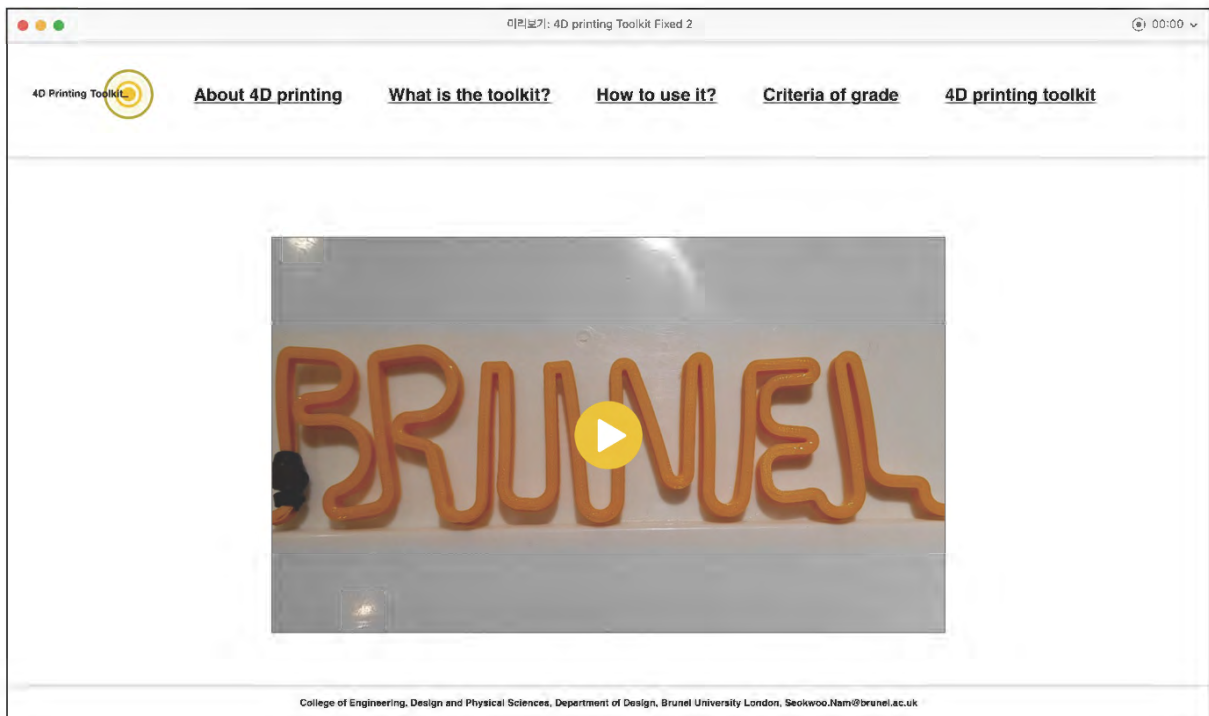 미리보기: 4D printing Toolkit Fixed 2
00:00
4D Printing Toolkit
About 4D printing
What is the toolkit?
How to use it?
Criteria of grade
4D printing toolkit
BRUNEL
College of Engineering, Design and Physical Sciences, Department of Design, Brunel University London, Seokwoo.Nam@brunel.ac.uk